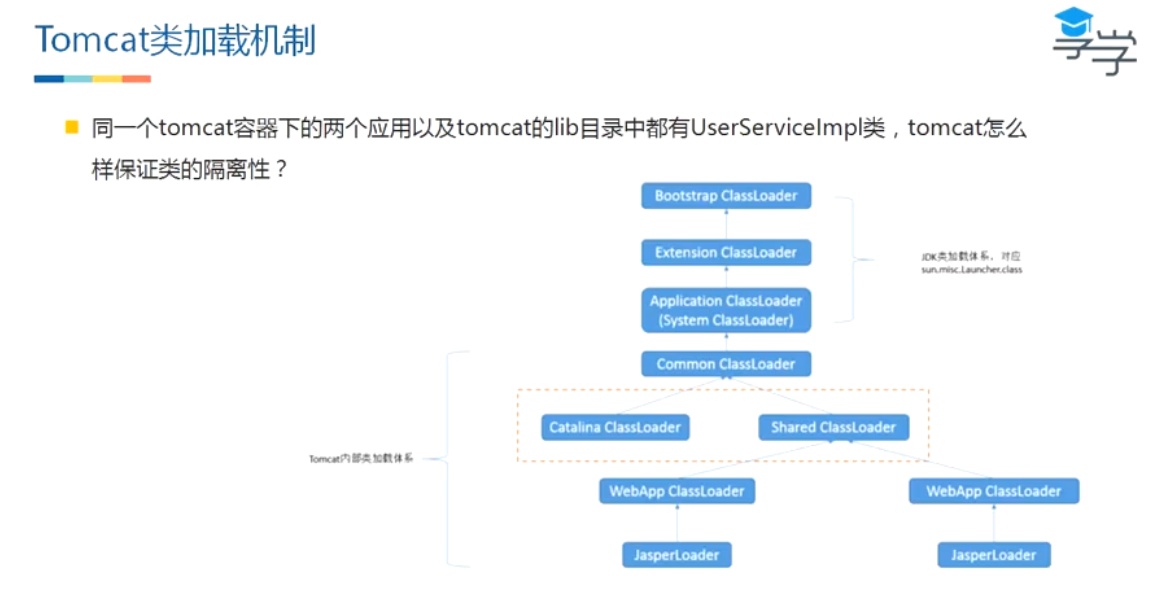 Tomcat类加载机制
享学
同一个tomcat容器下的两个应用以及tomcat的lib目录中都有UserServiceImpl类，tomcat怎么
样保证类的隔离性？
Bootstrap ClassLoader
Extension ClassLoader
JDK类加载体系，对应
sun.misc.Launcher.class
Application ClassLoader
(System ClassLoader)
Common ClassLoader
Catalina ClassLoader
Shared ClassLoader
Tomcat内部类加载体系
WebApp ClassLoader
WebApp ClassLoader
JasperLoader
JasperLoader